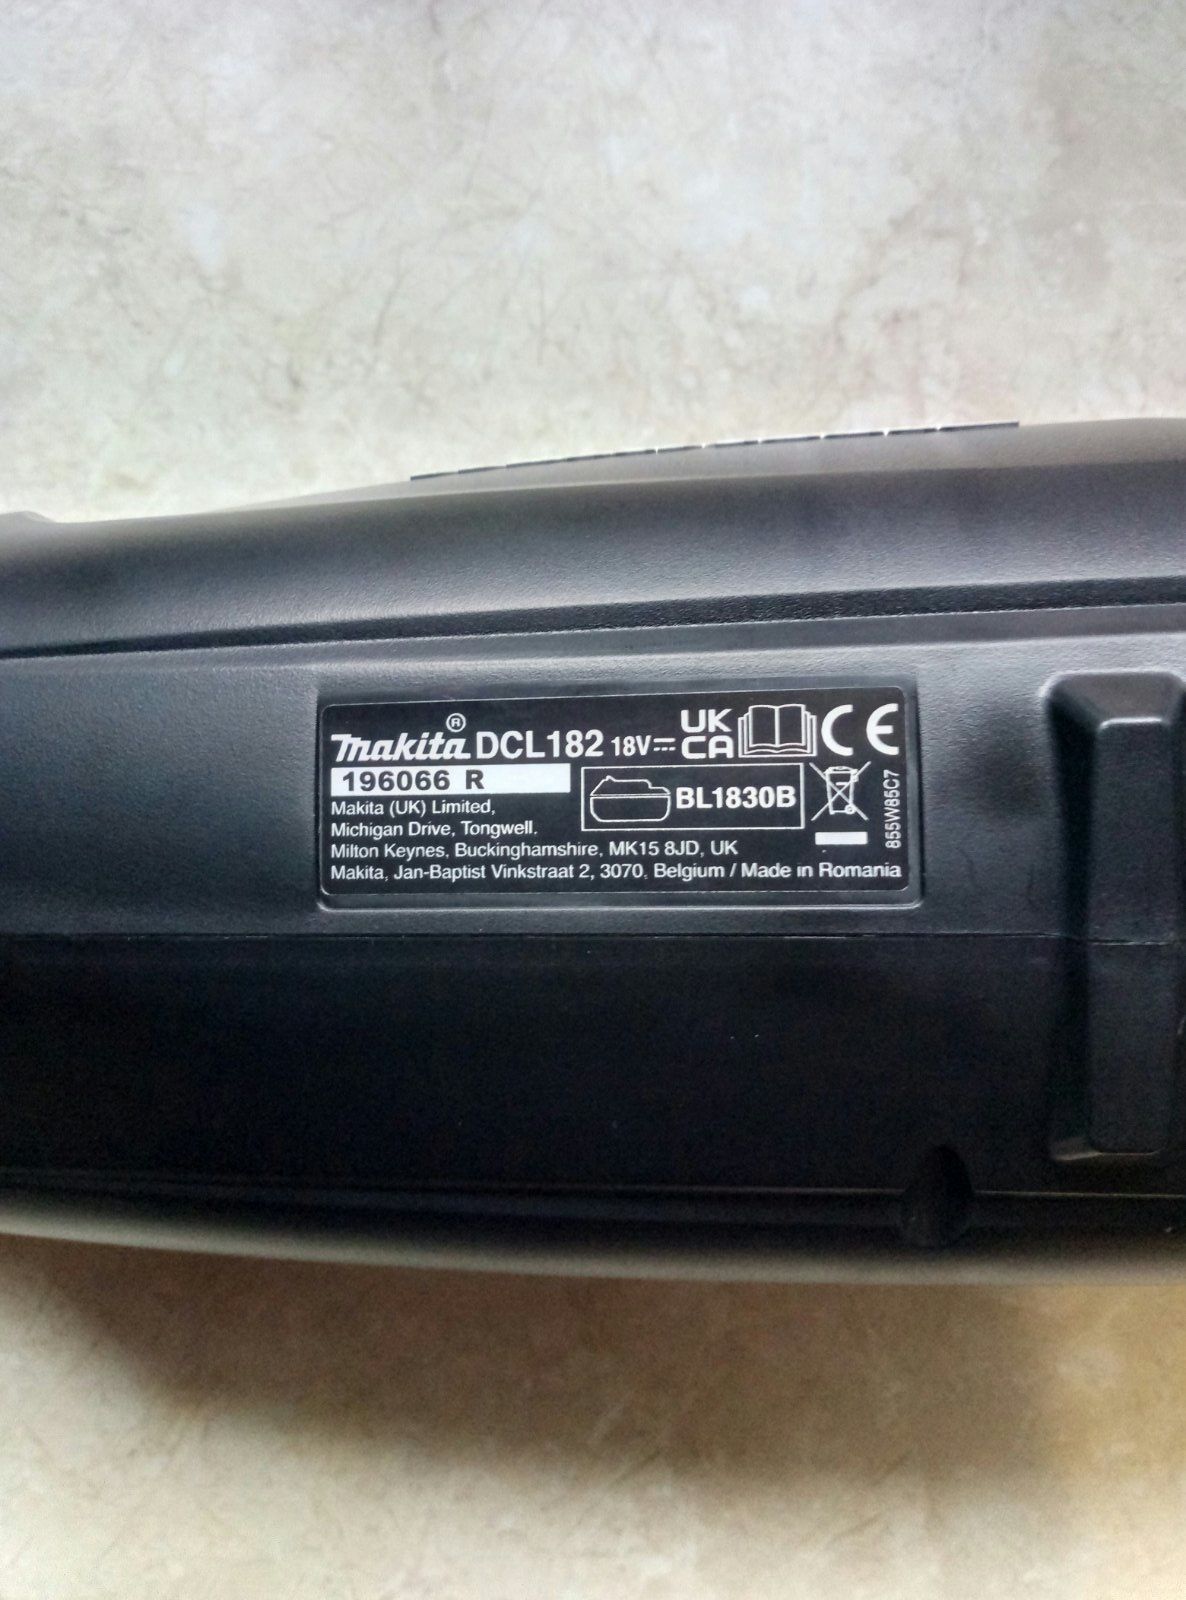 makita® DCL182 18V UK CA CE
196066 R
BL1830B
Makita (UK) Limited,
Michigan Drive, Tongwell.
Milton Keynes, Buckinghamshire, MK15 8JD, UK
Makita, Jan-Baptist Vinkstraat 2, 3070, Belgium / Made in Romania
855W85C7